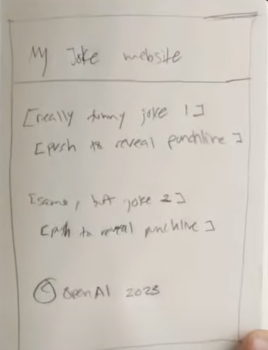 My Joke website
[really funny joke 1]
[push to reveal punchline]
[same, but joke 2]
[push to reveal punchline]
© OpenAI 2023